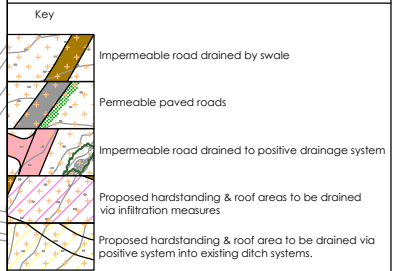 Key
Impermeable road drained by swale
Permeable paved roads
Impermeable road drained to positive drainage system
Proposed hardstanding & roof areas to be drained
via infiltration measures
Proposed hardstanding & roof area to be drained via
positive system into existing ditch systems.